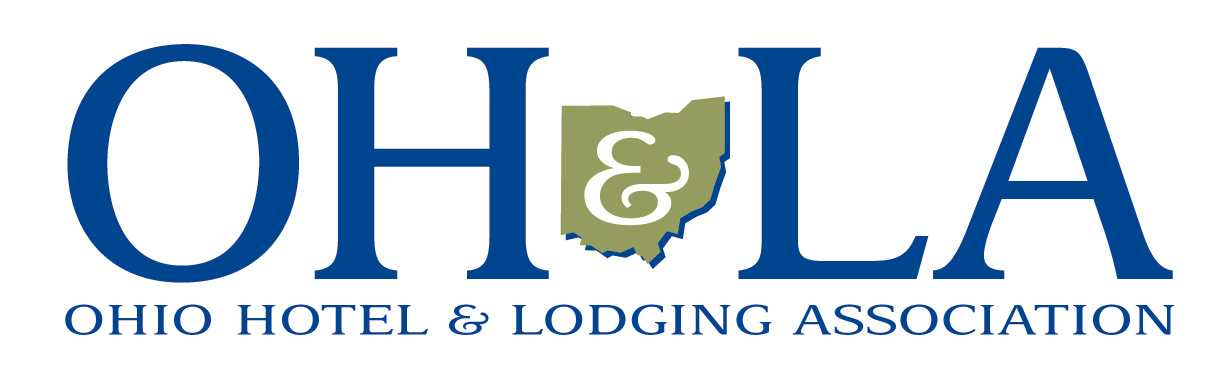 OH&LA
OHIO HOTEL & LODGING ASSOCIATION